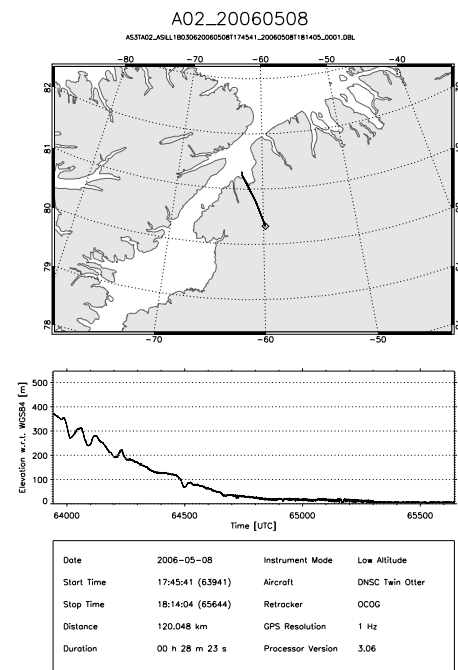 A02_20060508
AS3TA02_ASILL1B030620060508T174541_20060508T181405_0001.DBL
-80 -70 -60 -50 -40
82
81
80
79
78
-70 -60 -50
Elevation w.r.t. WGS84 [m]
500
400
300
200
100
0
64000 64500 65000 65500
Time [UTC]
Date 2006-05-08 Instrument Mode Low Altitude
Start Time 17:45:41 (63941) Aircraft DNSC Twin Otter
Stop Time 18:14:04 (65644) Retracker OCOG
Distance 120.048 km GPS Resolution 1 Hz
Duration 00 h 28 m 23 s Processor Version 3.06